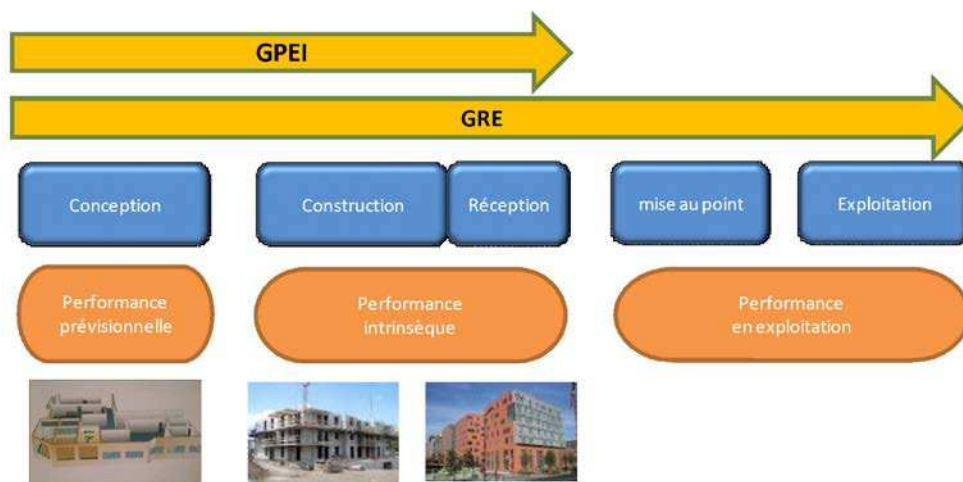 GPEI
GRE
Conception
Construction
Réception
mise au point
Exploitation
Performance
prévisionnelle
Performance
intrinsèque
Performance
en exploitation